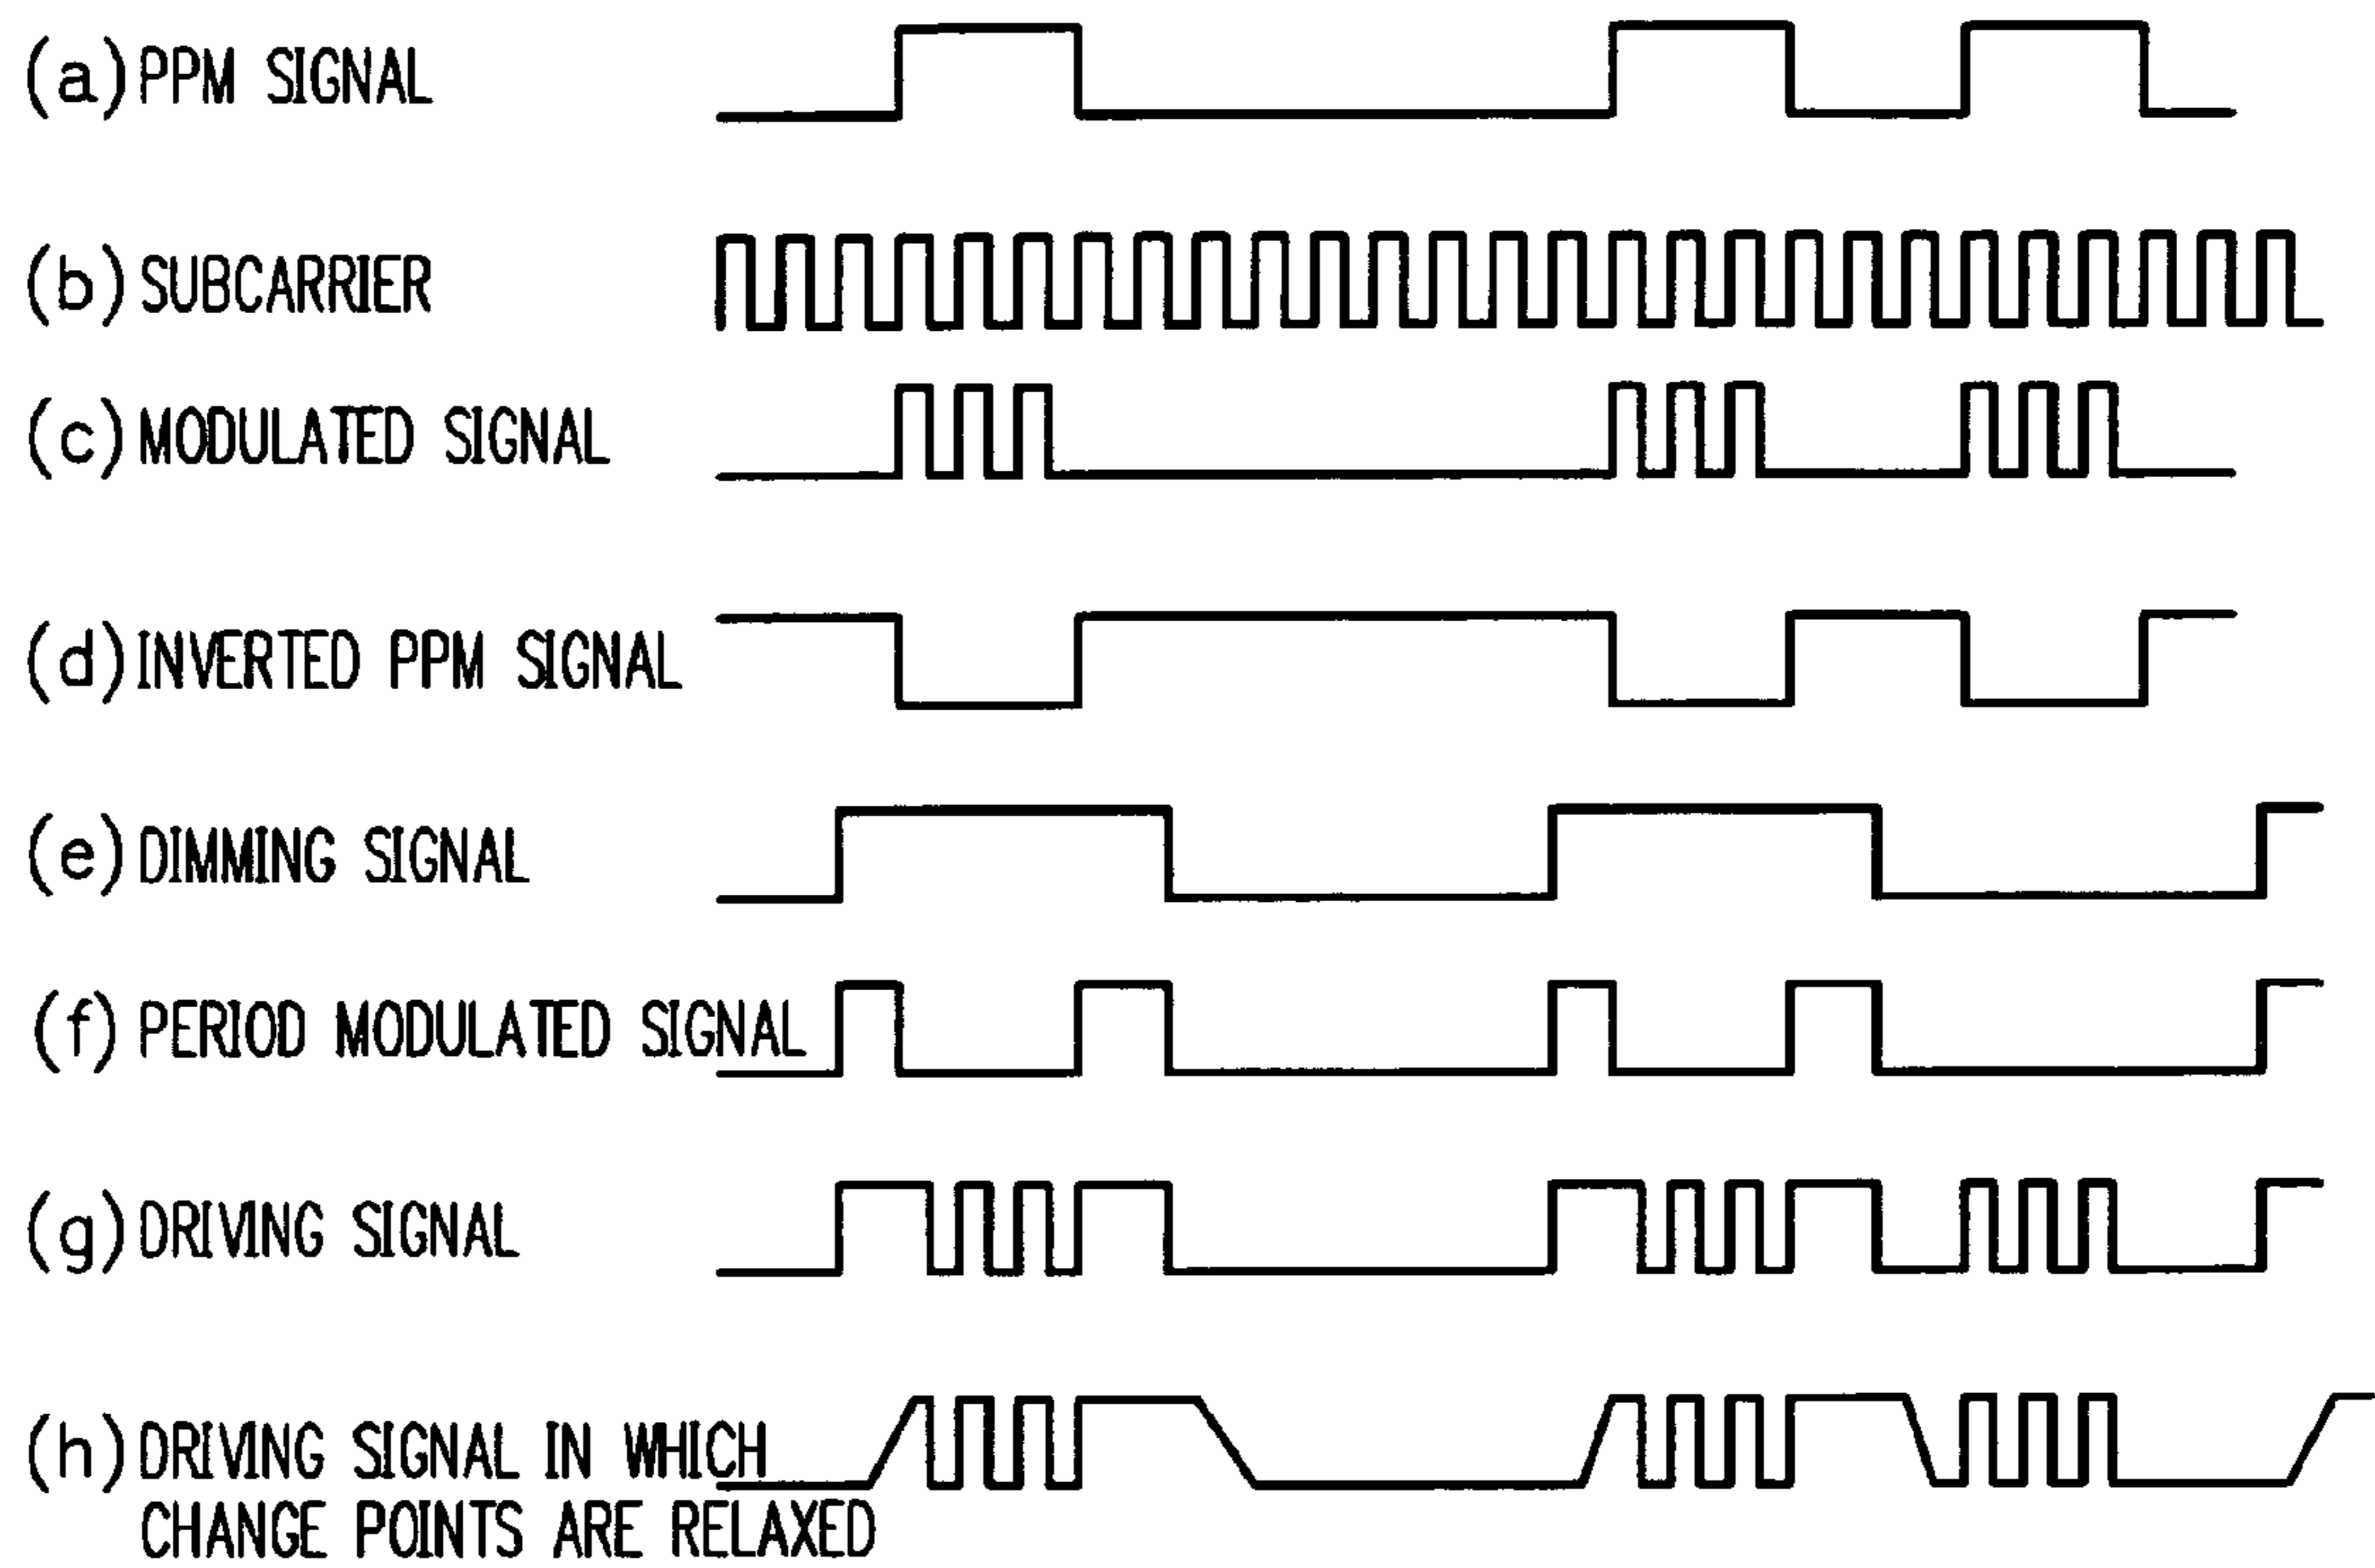 (a) PPM SIGNAL
(b) SUBCARRIER
(c) MODULATED SIGNAL
(d) INVERTED PPM SIGNAL
(e) DIMMING SIGNAL
(f) PERIOD MODULATED SIGNAL
(g) DRIVING SIGNAL
(h) DRIVING SIGNAL IN WHICH
CHANGE POINTS ARE RELAXED